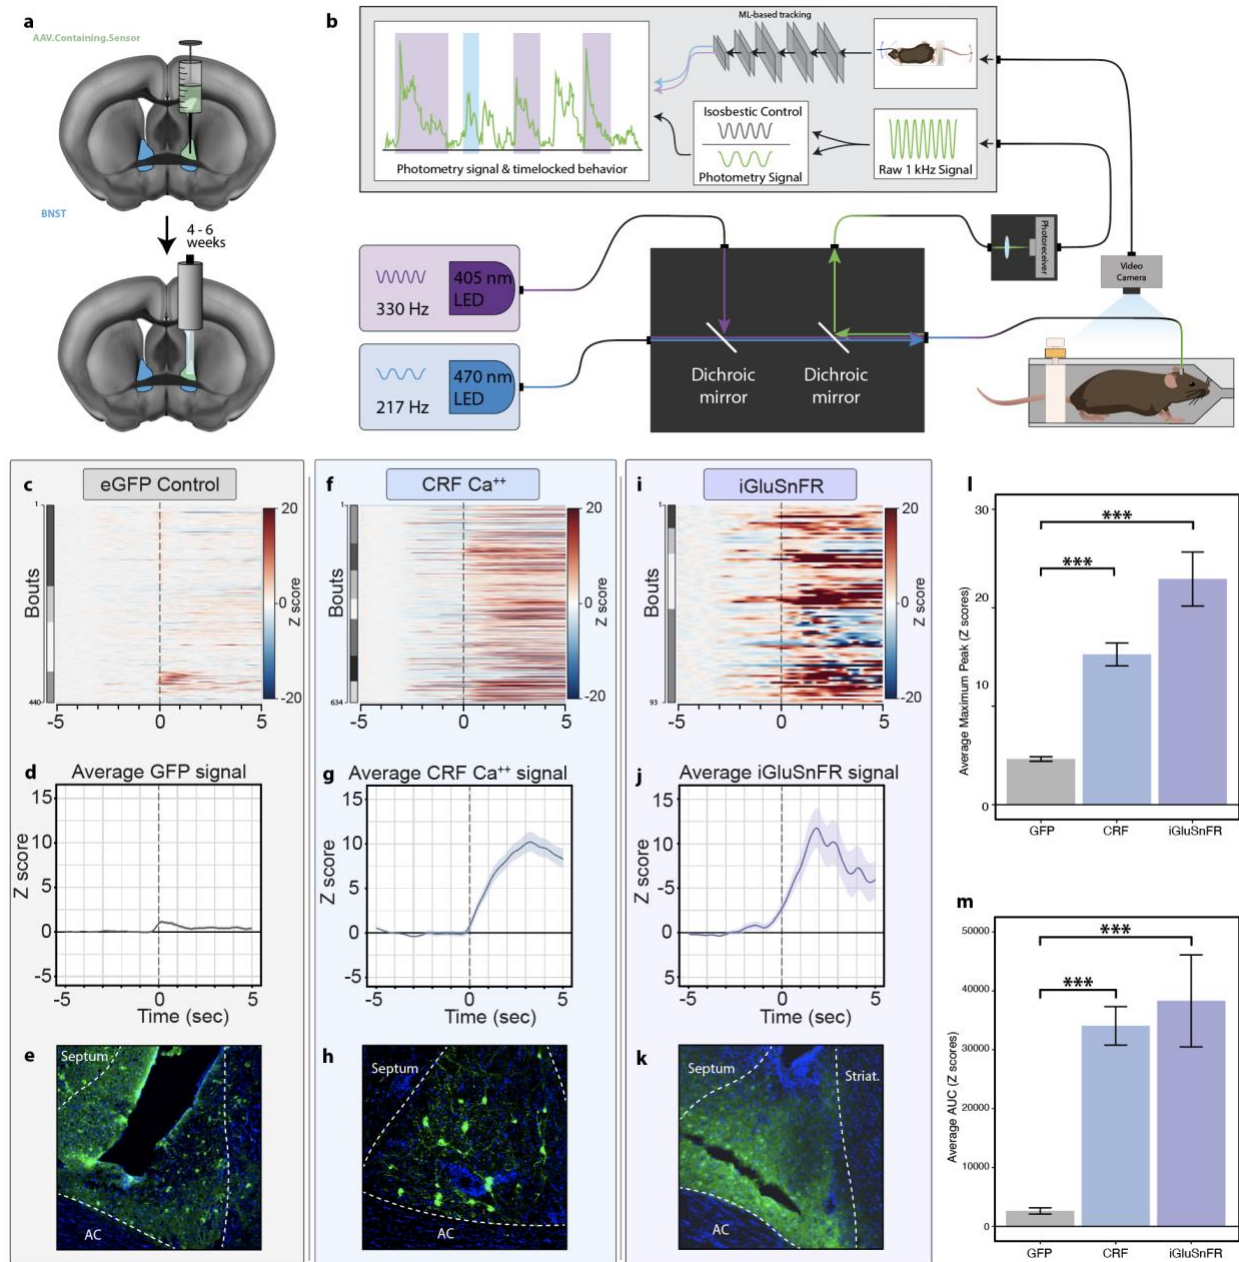 a
AAV.Containing.Sensor
BNST
4 - 6
weeks
b
ML-based tracking
Photometry signal & timelocked behavior
Isosbestic Control
Photometry Signal
Raw 1 kHz Signal
330 Hz
405 nm
LED
217 Hz
470 nm
LED
Dichroic
mirror
Dichroic
mirror
Photoreceiver
Video
Camera
c
eGFP Control
Bouts
1
440
20
0
-20
Z score
-5
0
5
f
CRF Ca++
Bouts
1
634
20
0
-20
Z score
-5
0
5
i
iGluSnFR
Bouts
1
93
20
0
-20
Z score
-5
0
5
d
Average GFP signal
15
10
5
0
-5
Z score
-5
0
5
Time (sec)
g
Average CRF Ca++ signal
15
10
5
0
5
Z score
-5
0
5
Time (sec)
j
Average iGluSnFR signal
15
10
-5
0
5
Z score
-5
0
5
Time (sec)
e
Septum
AC
h
Septum
AC
k
Septum
Striat.
AC
l
30
20
10
0
Average Maximum Peak (Z scores)
***
***
GFP
CRF
iGluSnFR
m
50000
40000
30000
20000
10000
0
Average AUC (Z scores)
***
***
GFP
CRF
iGluSnFR